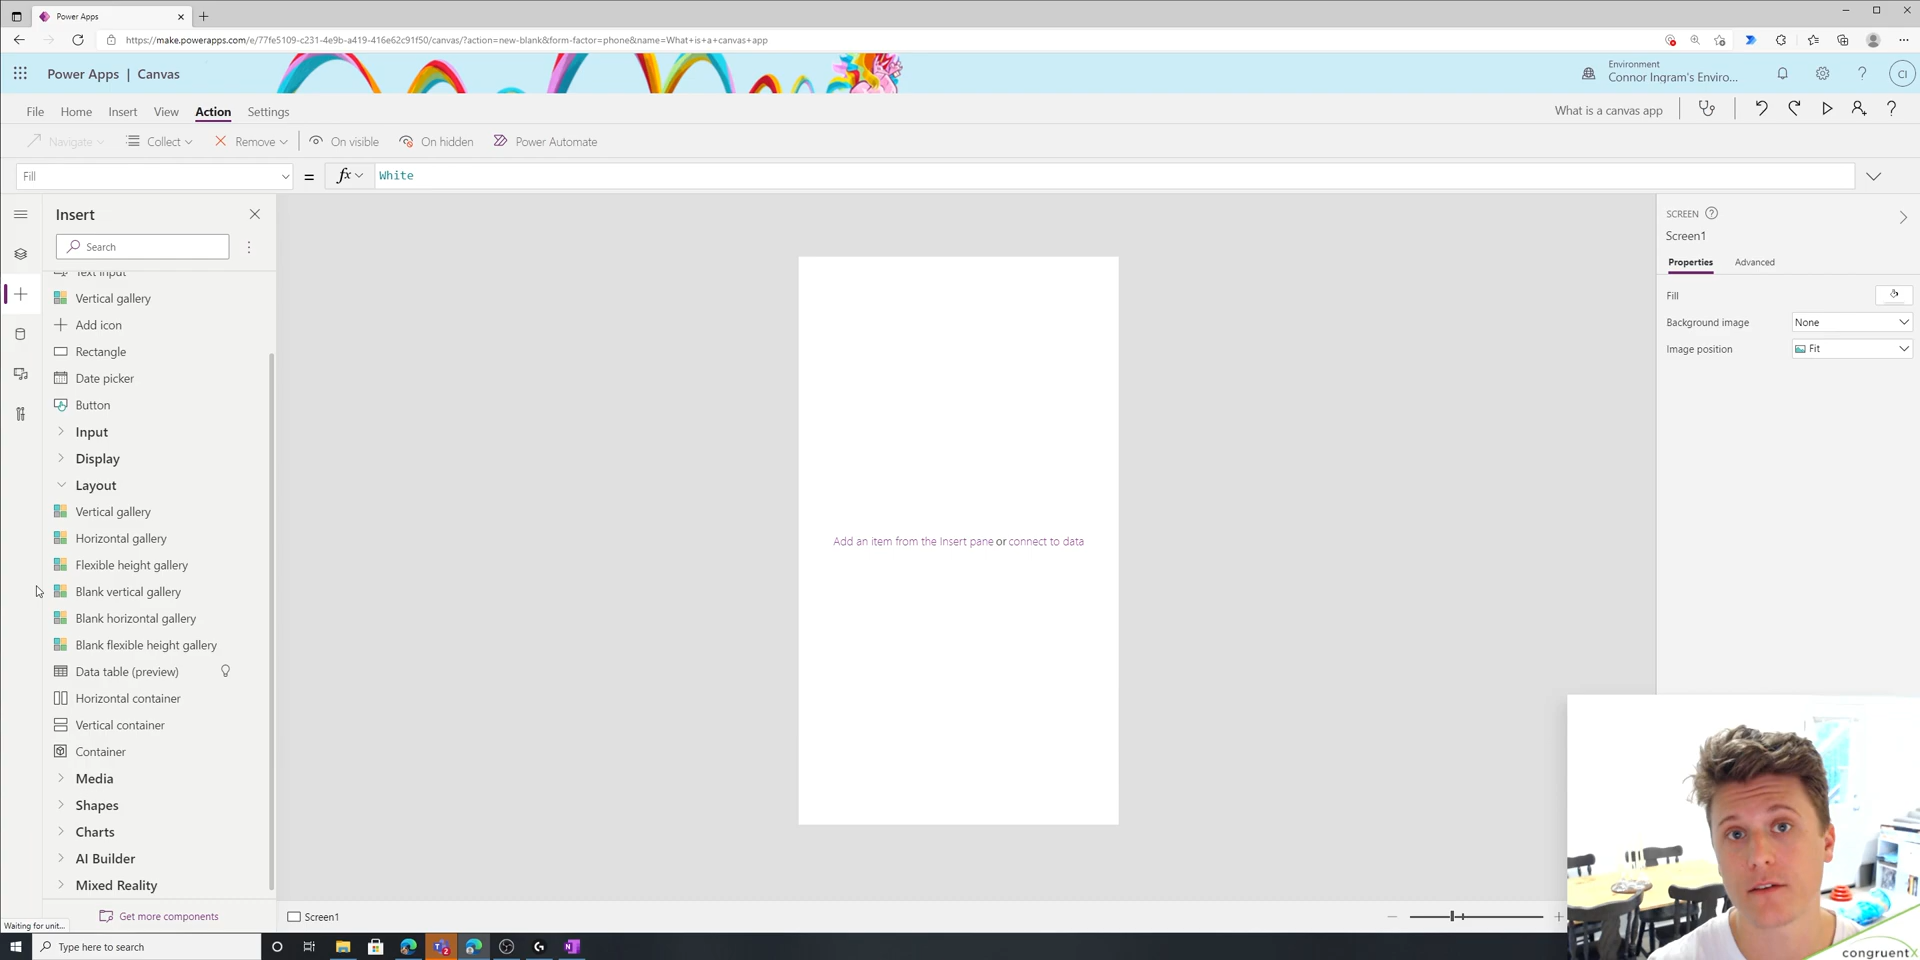 Power Apps
https://make.powerapps.com/e/77fe5109-c231-4e9b-a419-416e62c91f50/canvas/?action=new-blank&form-factor=phone&name=What+is+a+canvas+app
Power Apps | Canvas
Environment
Connor Ingram's Enviro...
CI
File Home Insert View Action Settings
What is a canvas app
Navigate Collect Remove On visible On hidden Power Automate
Fill = fx White
Insert
Search
Text input
Vertical gallery
Add icon
Rectangle
Date picker
Button
Input
Display
Layout
Vertical gallery
Horizontal gallery
Flexible height gallery
Blank vertical gallery
Blank horizontal gallery
Blank flexible height gallery
Data table (preview)
Horizontal container
Vertical container
Container
Media
Shapes
Charts
AI Builder
Mixed Reality
Get more components
Add an item from the Insert pane or connect to data
SCREEN
Screen1
Properties Advanced
Fill
Background image None
Image position Fit
Screen1
Waiting for unit...
Type here to search
congruentX